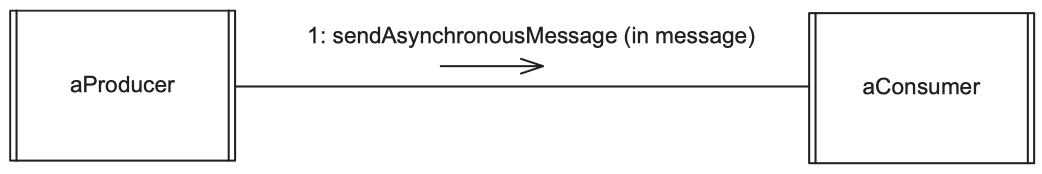 1: sendAsynchronousMessage (in message)
aProducer
aConsumer